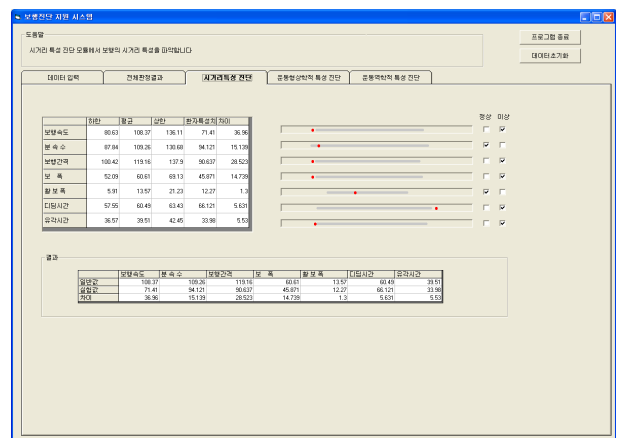 보행진단 지원 시스템
도움말
시거리 특성 진단 모듈에서 보행의 시거리 특성을 파악합니다
프로그램 종료
데이터초기화
데이터 입력 전체판정결과 시거리특성 진단 운동형상학적 특성 진단 운동역학적 특성 진단
하한 평균 상한 환자특성치 차이
보행속도 80.63 108.37 136.11 71.41 36.96
분 속 수 87.84 109.26 130.68 94.121 15.139
보행간격 100.42 119.16 137.9 90.637 28.523
보 폭 52.09 60.61 69.13 45.871 14.739
활 보 폭 5.91 13.57 21.23 12.27 1.3
디딤시간 57.55 60.49 63.43 66.121 5.631
유각시간 36.57 39.51 42.45 33.98 5.53
정상 이상
결과
보행속도 분 속 수 보행간격 보 폭 활 보 폭 디딤시간 유각시간
일반값 108.37 109.26 119.16 60.61 13.57 60.49 39.51
실험값 71.41 94.121 90.637 45.871 12.27 66.121 33.98
차이 36.96 15.139 28.523 14.739 1.3 5.631 5.53